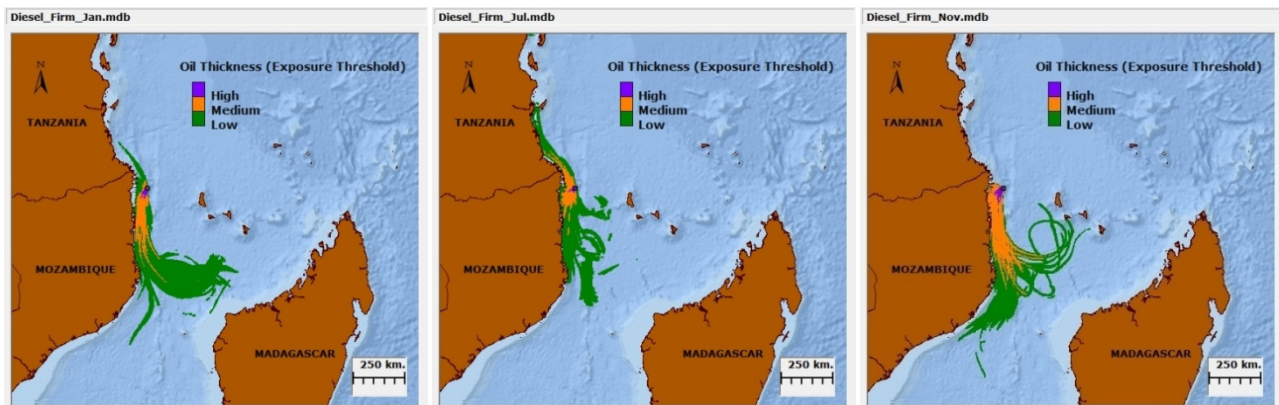 Diesel_Firm_Jan.mdb
Oil Thickness (Exposure Threshold)
High
Medium
Low
N
TANZANIA
MOZAMBIQUE
MADAGASCAR
250 km.
Diesel_Firm_Jul.mdb
Oil Thickness (Exposure Threshold)
High
Medium
Low
N
TANZANIA
MOZAMBIQUE
MADAGASCAR
250 km.
Diesel_Firm_Nov.mdb
Oil Thickness (Exposure Threshold)
High
Medium
Low
N
TANZANIA
MOZAMBIQUE
MADAGASCAR
250 km.